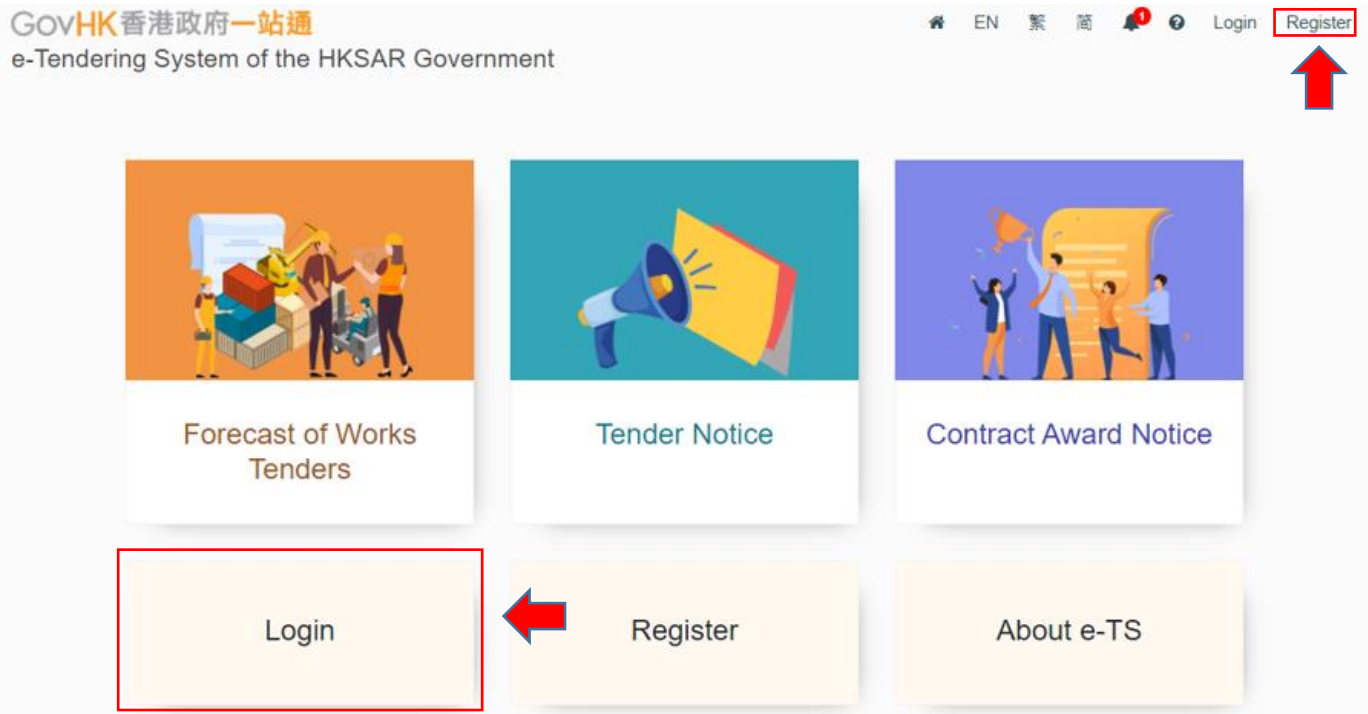 GovHK香港政府一站通
EN 繁 简 1 ? Login Register
e-Tendering System of the HKSAR Government
Forecast of Works
Tenders
Tender Notice
Contract Award Notice
Login
Register
About e-TS